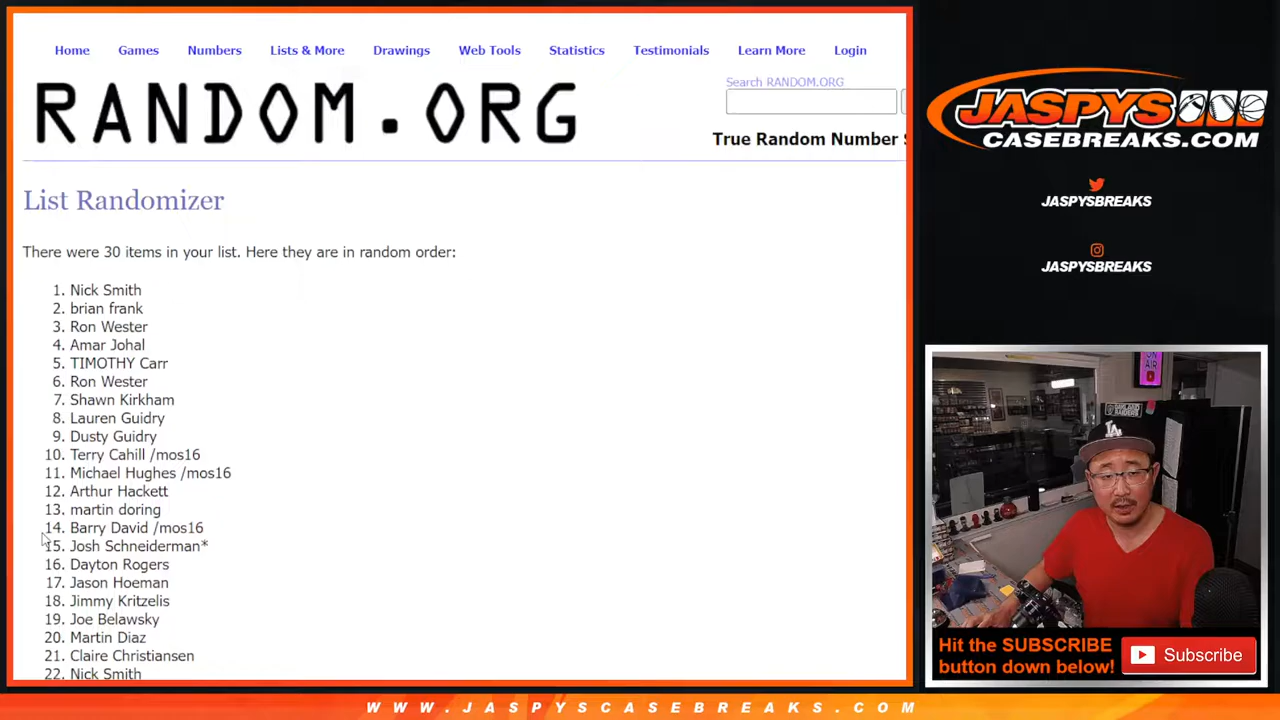 Home Games Numbers Lists & More Drawings Web Tools Statistics Testimonials Learn More Login
RANDOM.ORG
Search RANDOM.ORG
True Random Number S
List Randomizer
There were 30 items in your list. Here they are in random order:
1. Nick Smith
2. brian frank
3. Ron Wester
4. Amar Johal
5. TIMOTHY Carr
6. Ron Wester
7. Shawn Kirkham
8. Lauren Guidry
9. Dusty Guidry
10. Terry Cahill /mos16
11. Michael Hughes /mos16
12. Arthur Hackett
13. martin doring
14. Barry David /mos16
15. Josh Schneiderman*
16. Dayton Rogers
17. Jason Hoeman
18. Jimmy Kritzelis
19. Joe Belawsky
20. Martin Diaz
21. Claire Christiansen
22. Nick Smith
JASPYS
CASEBREAKS.COM
JASPYSBREAKS
JASPYSBREAKS
ON
AIR
LA
Hit the SUBSCRIBE
button down below!
Subscribe
WWW.JASPYSCASEBREAKS.COM